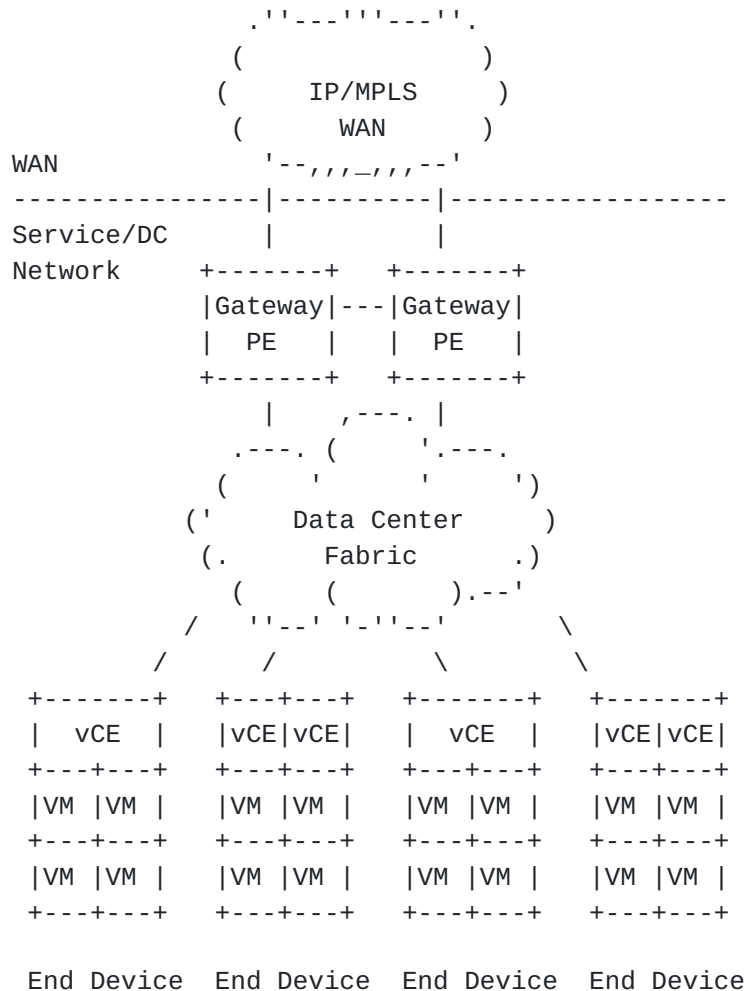 IP/MPLS
WAN
WAN
Service/DC
Network
Gateway Gateway
PE PE
Data Center
Fabric
vCE vCE vCE vCE vCE vCE
VM VM VM VM VM VM VM VM
VM VM VM VM VM VM VM VM
End Device End Device End Device End Device